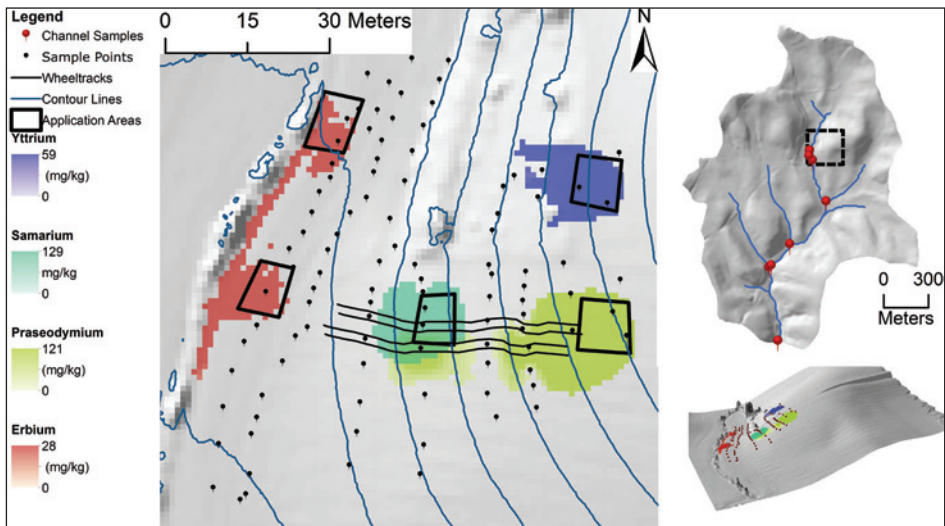 Legend
Channel Samples
Sample Points
Wheeltracks
Contour Lines
Application Areas
Yttrium
59
(mg/kg)
0
Samarium
129
mg/kg
0
Praseodymium
121
(mg/kg)
0
Erbium
28
(mg/kg)
0
0 15 30 Meters
N
0 300
Meters